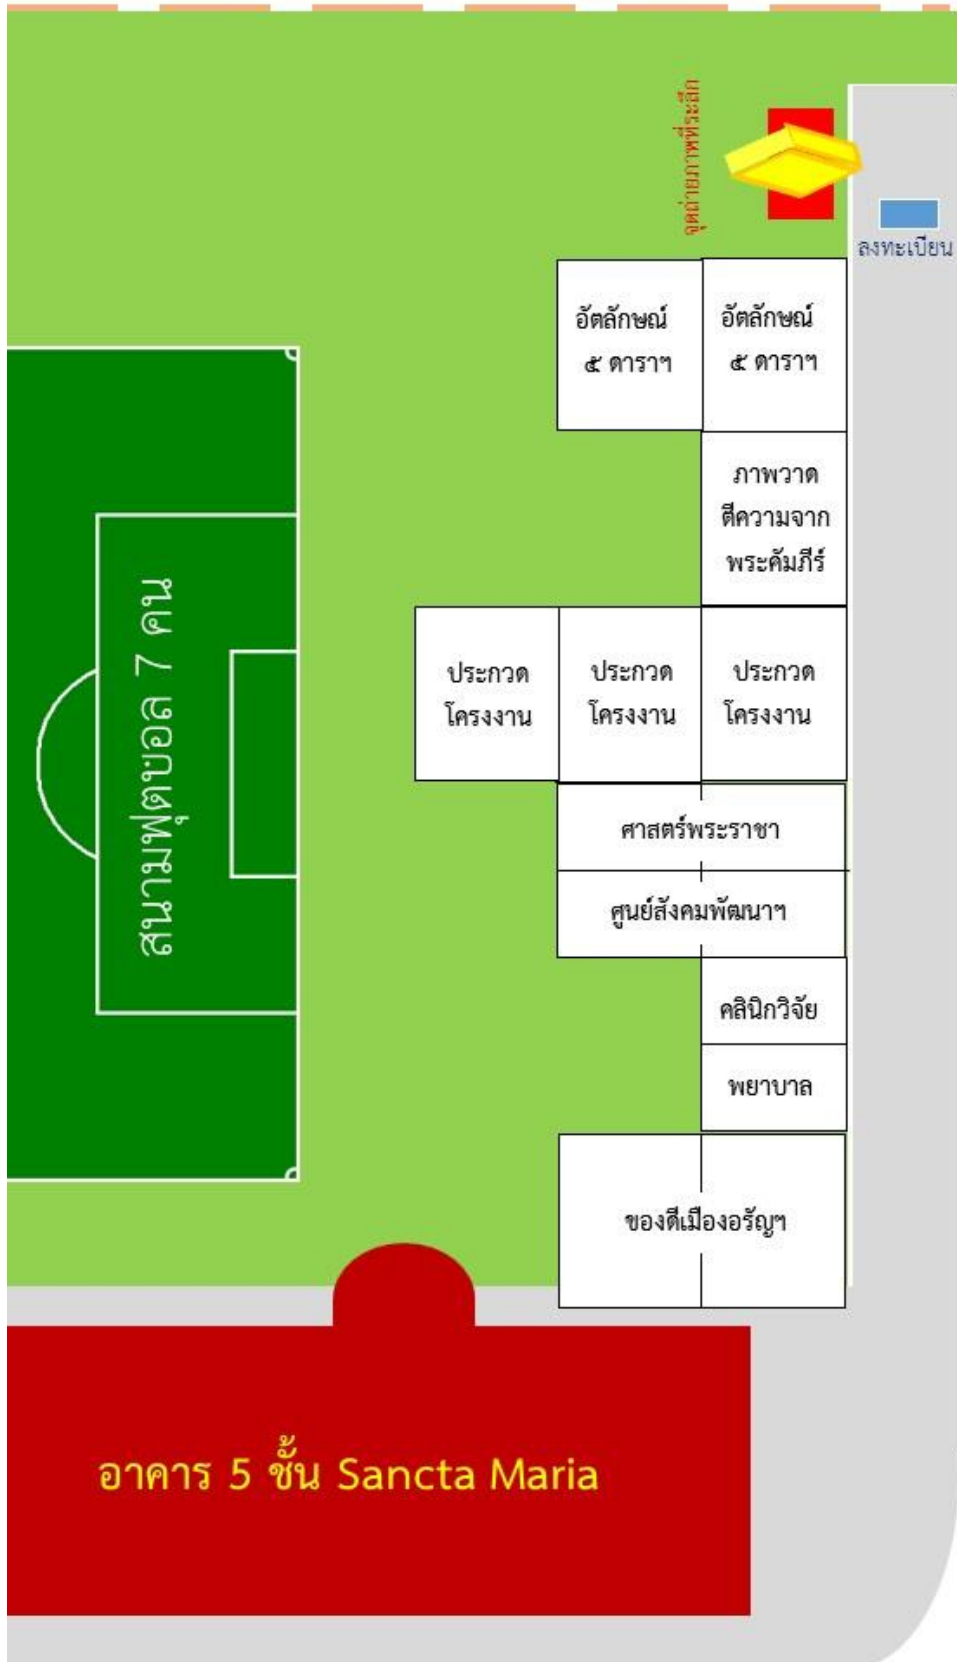 จุดถ่ายภาพที่ระลึก
ลงทะเบียน
อัตลักษณ์
๕ ดาราฯ
อัตลักษณ์
๕ ดาราฯ
ภาพวาด
ตีความจาก
พระคัมภีร์
ประกวด
โครงงาน
ประกวด
โครงงาน
ประกวด
โครงงาน
สนามฟุตบอล 7 คน
ศาสตร์พระราชา
ศูนย์สังคมพัฒนาฯ
คลินิกวิจัย
พยาบาล
ของดีเมืองอรัญฯ
อาคาร 5 ชั้น Sancta Maria